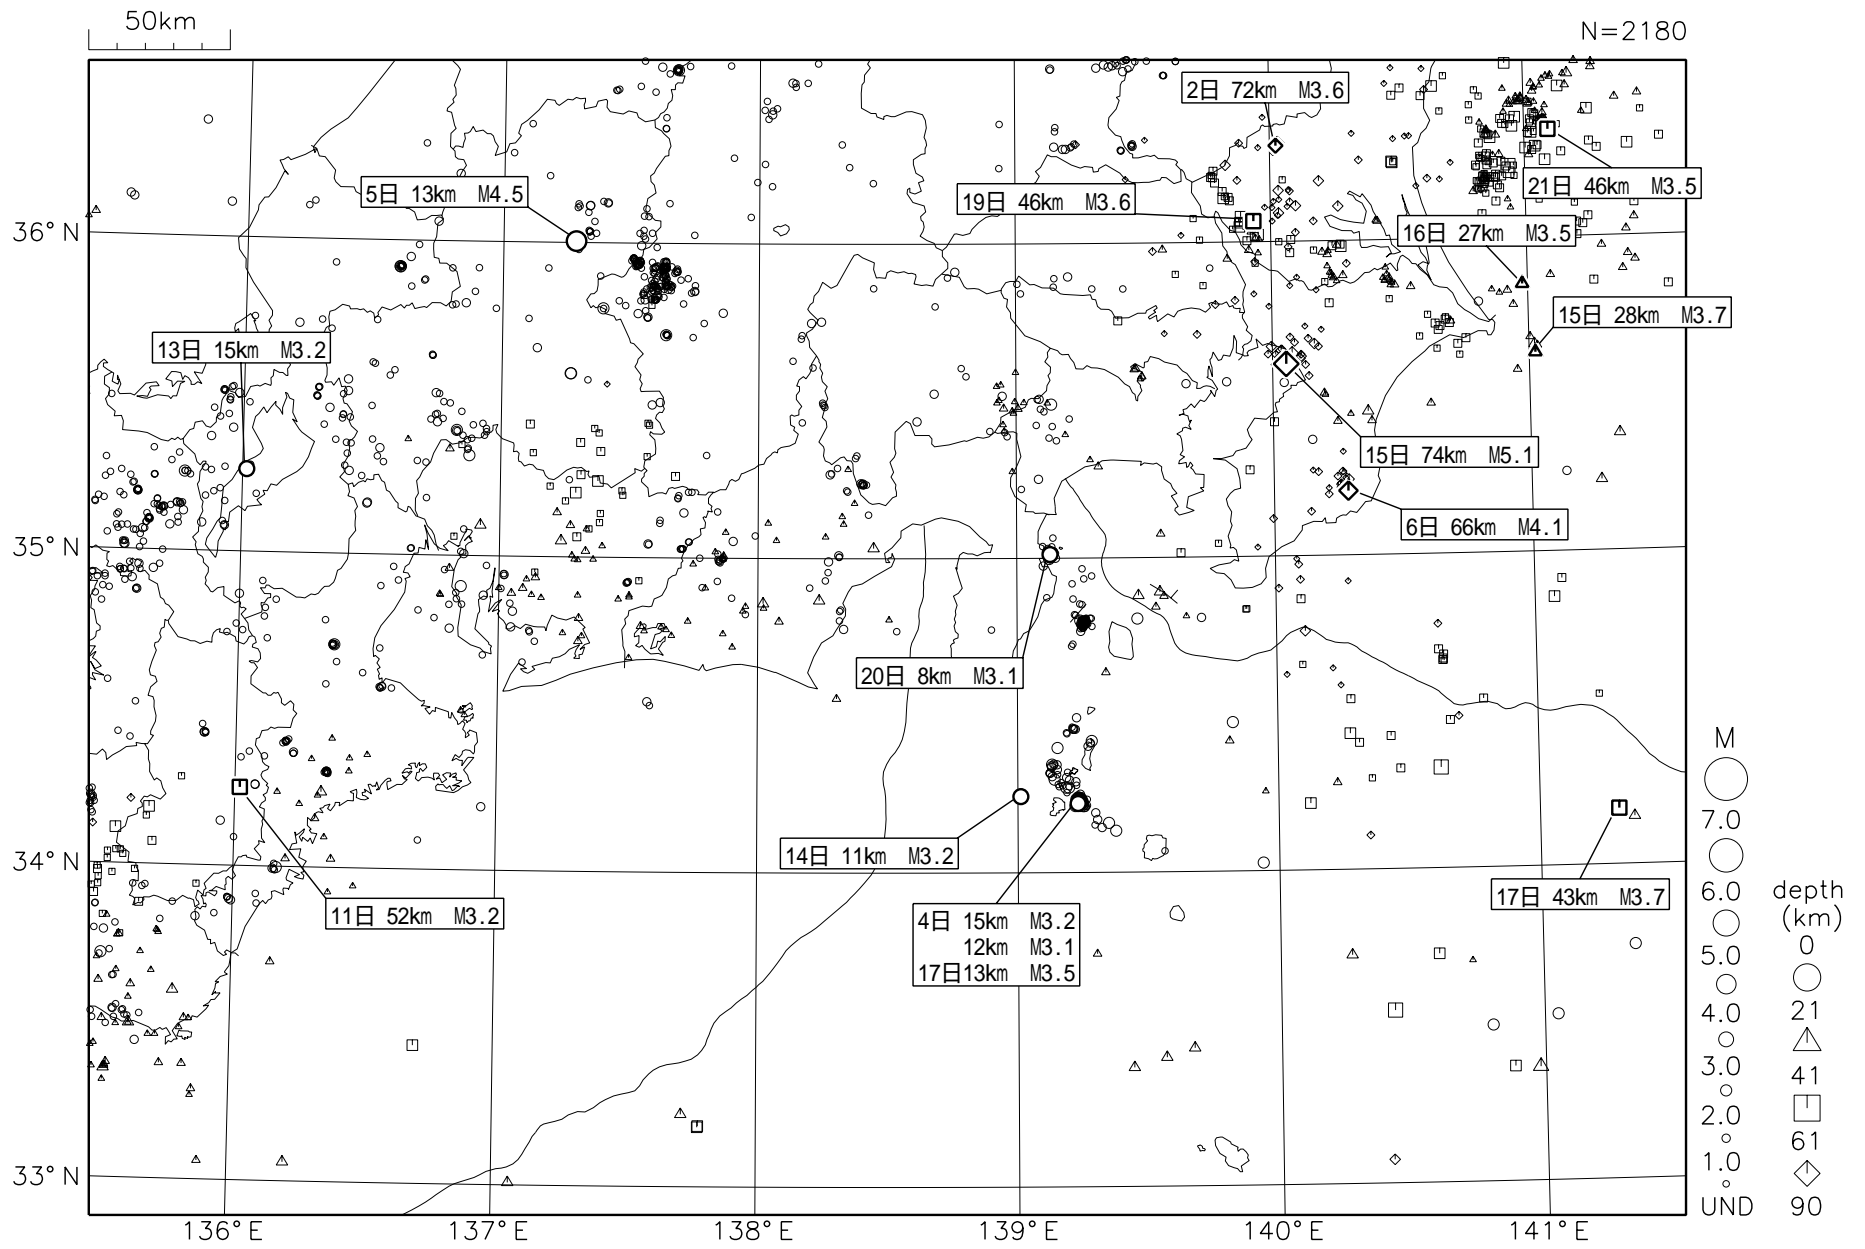 50km
N=2180
2日 72km M3.6
5日 13km M4.5
19日 46km M3.6
21日 46km M3.5
16日 27km M3.5
36°N
15日 28km M3.7
13日 15km M3.2
15日 74km M5.1
6日 66km M4.1
35°N
20日 8km M3.1
M
7.0
14日 11km M3.2
34°N
6.0
depth
(km)
17日 43km M3.7
11日 52km M3.2
4日 15km M3.2
12km M3.1
17日13km M3.5
0
5.0
21
4.0
3.0
41
2.0
61
1.0
33°N
UND
90
136°E
137°E
138°E
139°E
140°E
141°E